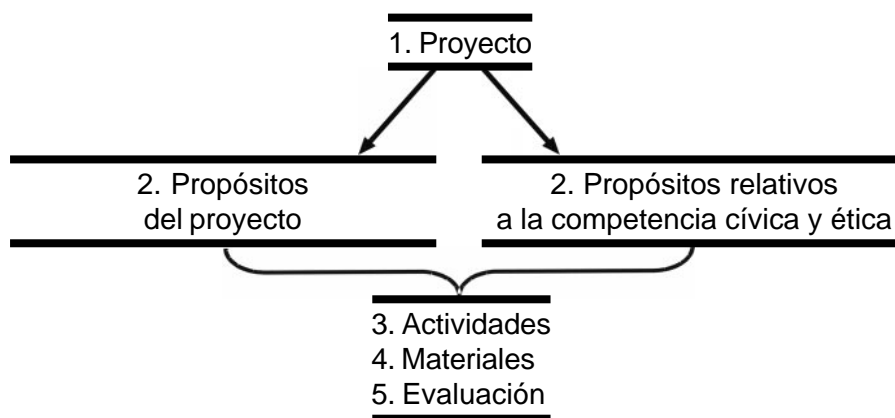 1. Proyecto
2. Propósitos
del proyecto
2. Propósitos relativos
a la competencia cívica y ética
3. Actividades
4. Materiales
5. Evaluación